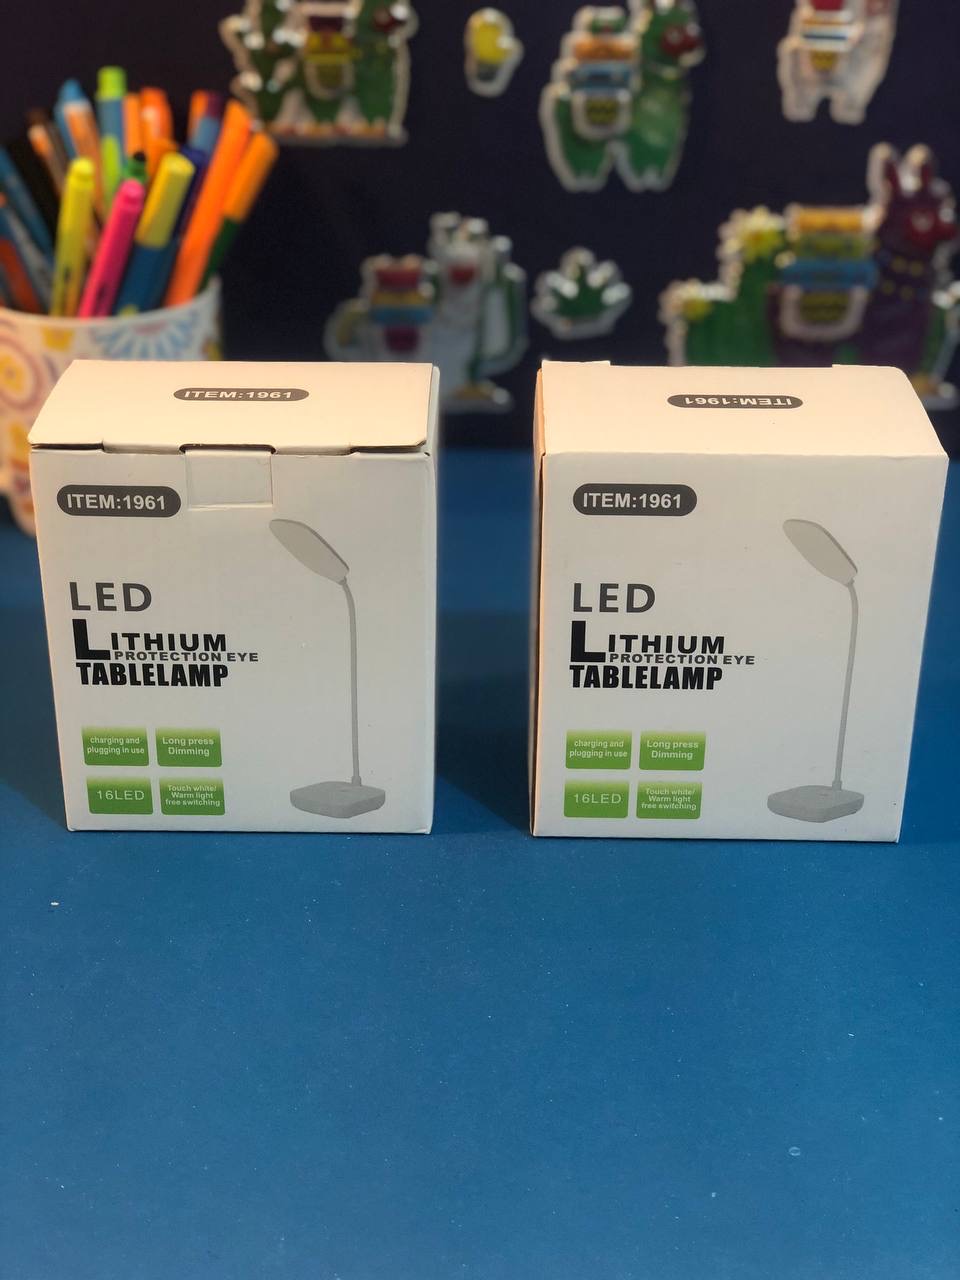 ITEM:1961
ITEM:1961
LED
LITHIUM
PROTECTION EYE
TABLELAMP
charging and
plugging in use
Long press
Dimming
16LED
Touch white/
Warm light
free switching
ITEM:1961
ITEM:1961
LED
LITHIUM
PROTECTION EYE
TABLELAMP
charging and
plugging in use
Long press
Dimming
16LED
Touch white/
Warm light
free switching